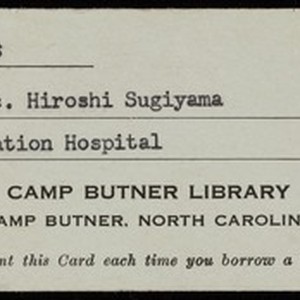 s
c. Hiroshi Sugiyama
ation Hospital
CAMP BUTNER LIBRARY
AMP BUTNER, NORTH CAROLIN
nt this Card each time you borrow a